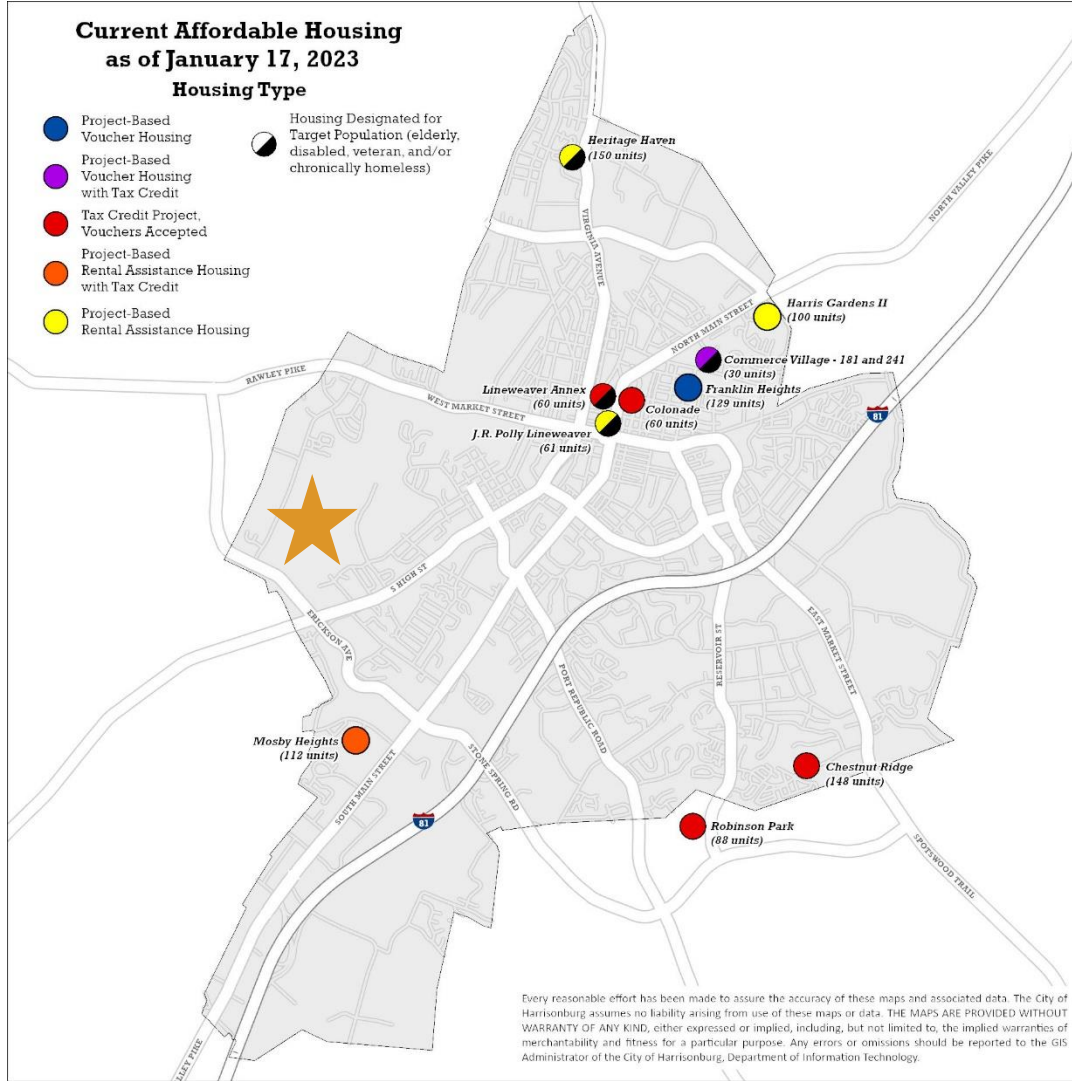 Current Affordable Housing
as of January 17, 2023
Housing Type
Project-Based
Voucher Housing
Project-Based
Voucher Housing
with Tax Credit
Tax Credit Project,
Vouchers Accepted
Project-Based
Rental Assistance Housing
with Tax Credit
Project-Based
Rental Assistance Housing
Housing Designated for
Target Population (elderly,
disabled, veteran, and/or
chronically homeless)
Heritage Haven
(150 units)
VIRGINIA AVENUE
NORTH VALLEY PIKE
Harris Gardens II
(100 units)
NORTH MAIN STREET
Commerce Village - 181 and 241
(30 units)
Franklin Heights
(129 units)
Lineweaver Annex
(60 units)
Colonade
(60 units)
J.R. Polly Lineweaver
(61 units)
RAWLEY PIKE
WEST MARKET STREET
81
S HIGH ST
ERICKSON AVE
EAST MARKET STREET
RESERVOIR ST
PORT REPUBLIC ROAD
Mosby Heights
(112 units)
STONE SPRING RD
SOUTH MAIN STREET
Chestnut Ridge
(148 units)
81
Robinson Park
(88 units)
SPOTSWOOD TRAIL
LLEY PIKE
Every reasonable effort has been made to assure the accuracy of these maps and associated data. The City of
Harrisonburg assumes no liability arising from use of these maps or data. THE MAPS ARE PROVIDED WITHOUT
WARRANTY OF ANY KIND, either expressed or implied, including, but not limited to, the implied warranties of
merchantability and fitness for a particular purpose. Any errors or omissions should be reported to the GIS
Administrator of the City of Harrisonburg, Department of Information Technology.